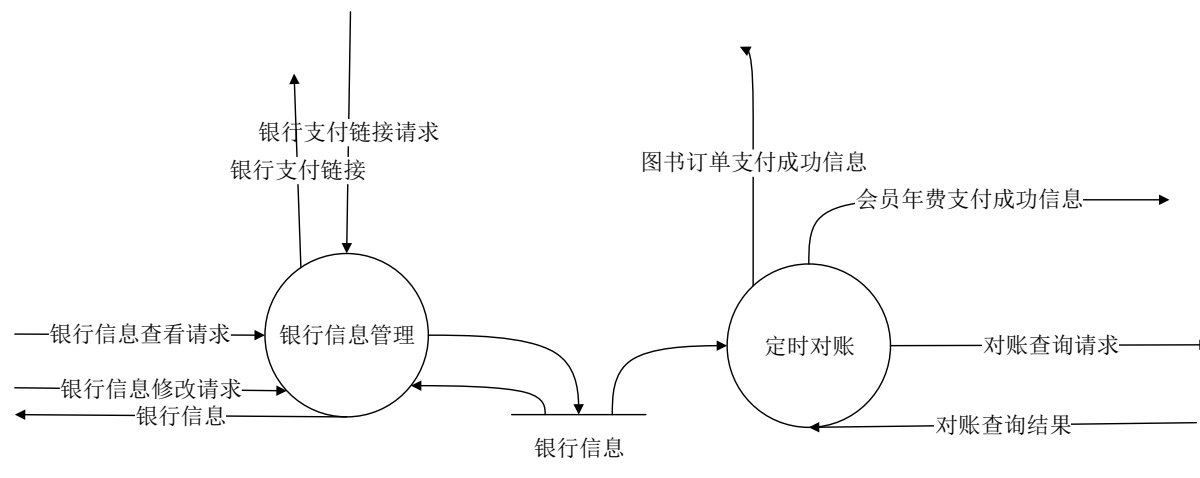 银行支付链接请求
银行支付链接
图书订单支付成功信息
会员年费支付成功信息
银行信息查看请求
银行信息管理
定时对账
对账查询请求
银行信息修改请求
银行信息
对账查询结果
银行信息